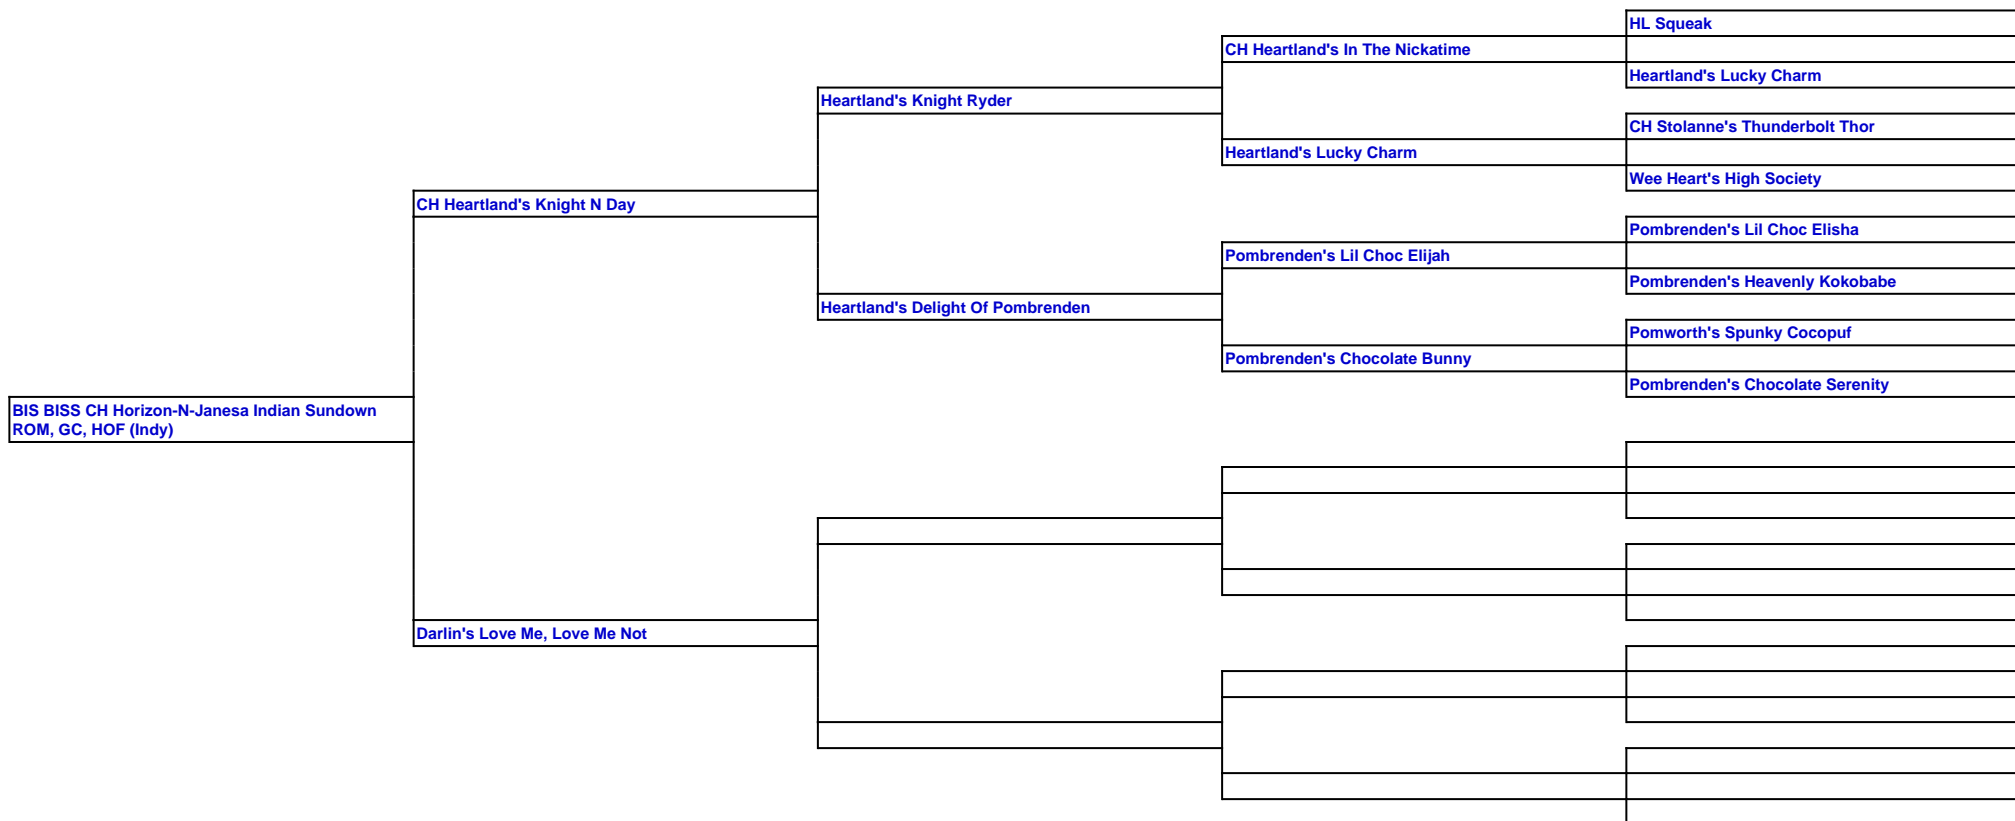 HL Squeak
CH Heartland's In The Nickatime
Heartland's Lucky Charm
Heartland's Knight Ryder
CH Stolanne's Thunderbolt Thor
Heartland's Lucky Charm
Wee Heart's High Society
CH Heartland's Knight N Day
Pombrenden's Lil Choc Elisha
Pombrenden's Lil Choc Elijah
Pombrenden's Heavenly Kokobabe
Heartland's Delight Of Pombrenden
Pomworth's Spunky Cocopuf
Pombrenden's Chocolate Bunny
Pombrenden's Chocolate Serenity
BIS BISS CH Horizon-N-Janesa Indian Sundown
ROM, GC, HOF (Indy)
Darlin's Love Me, Love Me Not